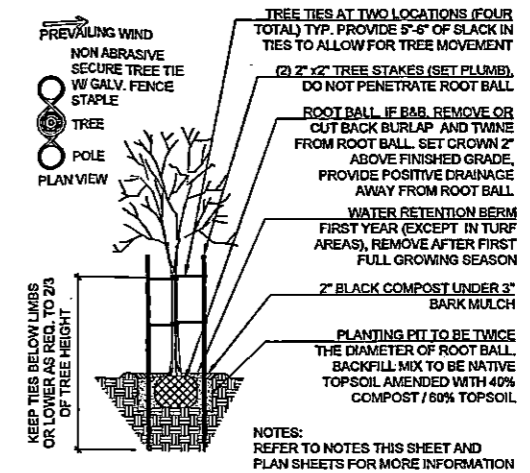 PREVAILING WIND
NON ABRASIVE
SECURE TREE TIE
W/ GALV. FENCE
STAPLE
TREE
POLE
PLAN VIEW
KEEP TIES BELOW LIMBS
OR LOWER AS REQ. TO 2/3
OF TREE HEIGHT
TREE TIES AT TWO LOCATIONS (FOUR
TOTAL) TYP. PROVIDE 5"-6" OF SLACK IN
TIES TO ALLOW FOR TREE MOVEMENT
(2) 2" x2" TREE STAKES (SET PLUMB),
DO NOT PENETRATE ROOT BALL
ROOT BALL. IF B&B, REMOVE OR
CUT BACK BURLAP AND TWINE
FROM ROOT BALL. SET CROWN 2"
ABOVE FINISHED GRADE,
PROVIDE POSITIVE DRAINAGE
AWAY FROM ROOT BALL
WATER RETENTION BERM
FIRST YEAR (EXCEPT IN TURF
AREAS), REMOVE AFTER FIRST
FULL GROWING SEASON
2" BLACK COMPOST UNDER 3"
BARK MULCH
PLANTING PIT TO BE TWICE
THE DIAMETER OF ROOT BALL.
BACKFILL MIX TO BE NATIVE
TOPSOIL AMENDED WITH 40%
COMPOST / 60% TOPSOIL
NOTES:
REFER TO NOTES THIS SHEET AND
PLAN SHEETS FOR MORE INFORMATION